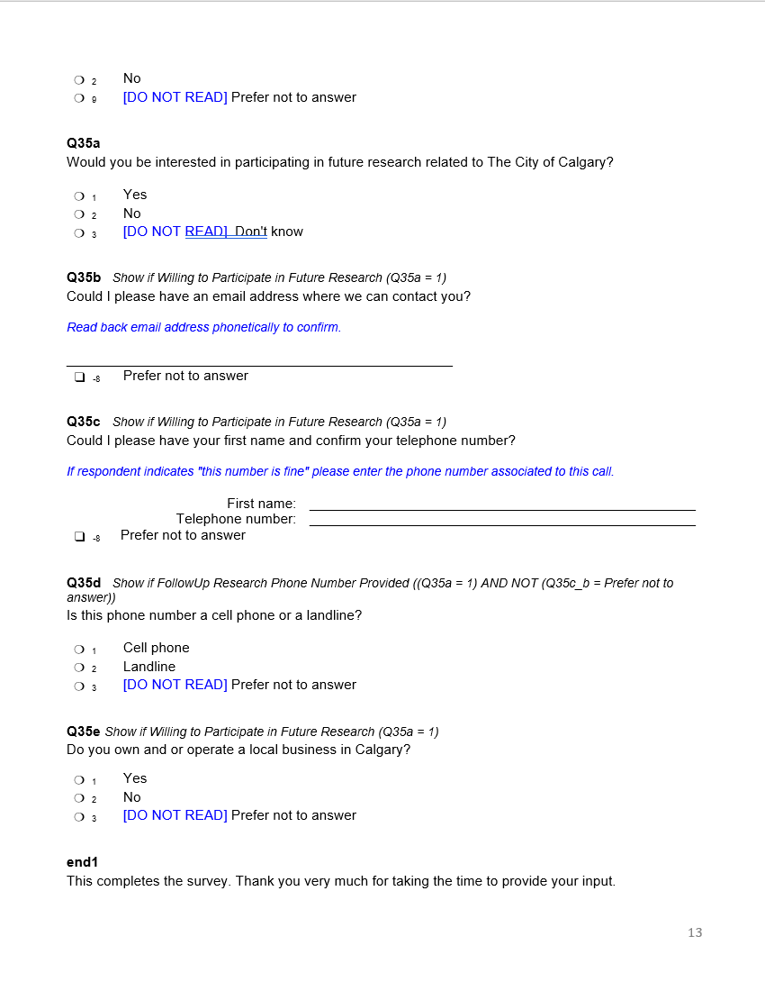 ❍ 2 No
❍ 9 [DO NOT READ] Prefer not to answer
Q35a
Would you be interested in participating in future research related to The City of Calgary?
❍ 1 Yes
❍ 2 No
❍ 3 [DO NOT READ] Don't know
Q35b Show if Willing to Participate in Future Research (Q35a = 1)
Could I please have an email address where we can contact you?
Read back email address phonetically to confirm.
❑ -8 Prefer not to answer
Q35c Show if Willing to Participate in Future Research (Q35a = 1)
Could I please have your first name and confirm your telephone number?
If respondent indicates "this number is fine" please enter the phone number associated to this call.
First name:
Telephone number:
❑ -8 Prefer not to answer
Q35d Show if FollowUp Research Phone Number Provided ((Q35a = 1) AND NOT (Q35c_b = Prefer not to
answer))
Is this phone number a cell phone or a landline?
❍ 1 Cell phone
❍ 2 Landline
❍ 3 [DO NOT READ] Prefer not to answer
Q35e Show if Willing to Participate in Future Research (Q35a = 1)
Do you own and or operate a local business in Calgary?
❍ 1 Yes
❍ 2 No
❍ 3 [DO NOT READ] Prefer not to answer
end1
This completes the survey. Thank you very much for taking the time to provide your input.
13